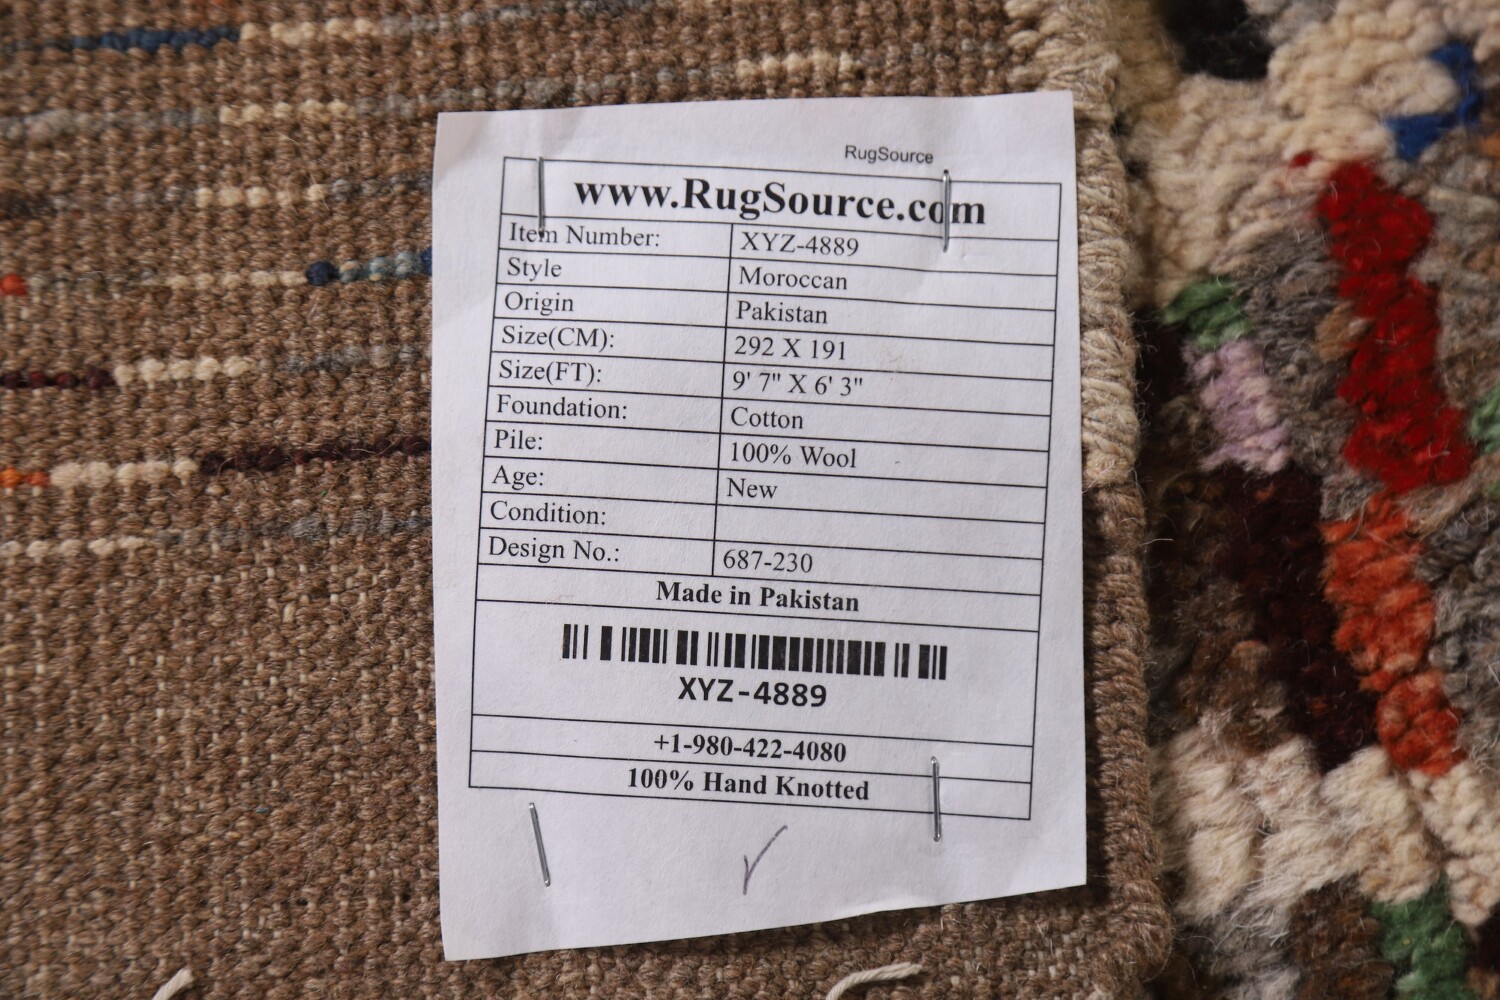 RugSource
www.RugSource.com
Item Number: XYZ-4889
Style Moroccan
Origin Pakistan
Size(CM): 292 X 191
Size(FT): 9' 7" X 6' 3"
Foundation: Cotton
Pile: 100% Wool
Age: New
Condition:
Design No.: 687-230
Made in Pakistan
XYZ-4889
+1-980-422-4080
100% Hand Knotted